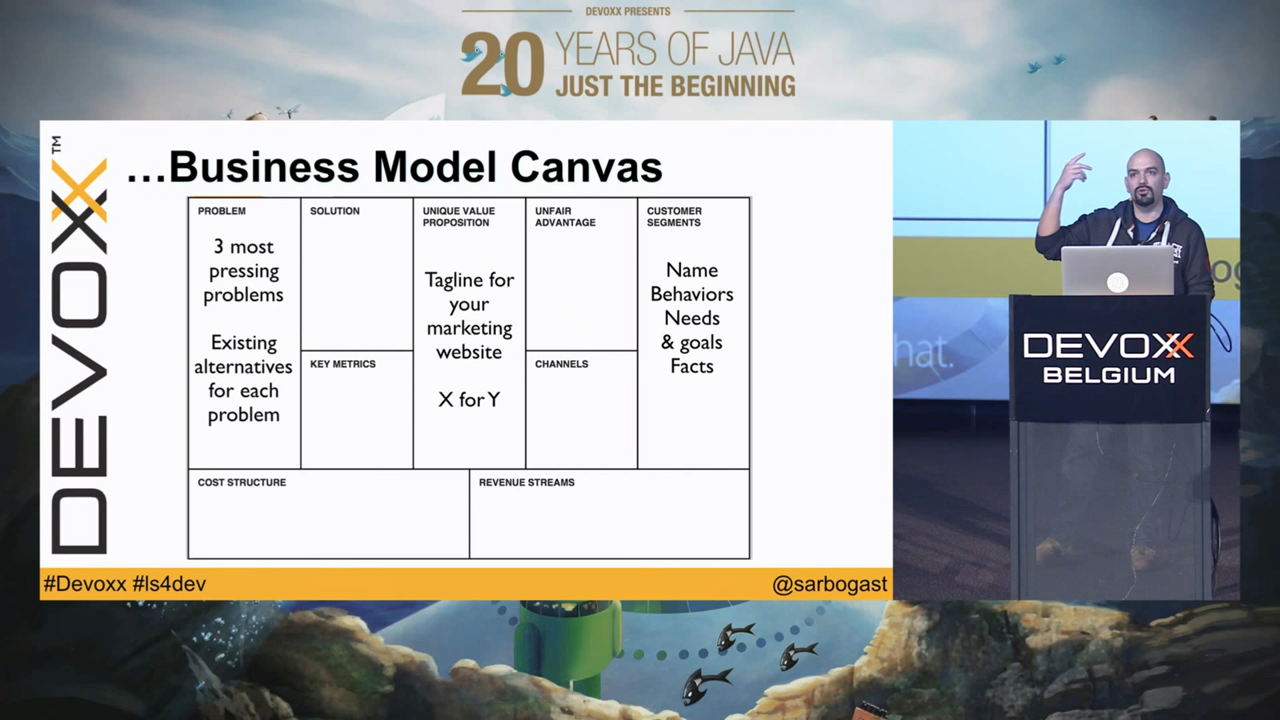 DEVOXX PRESENTS
20 YEARS OF JAVA
JUST THE BEGINNING
DEVOXX™
...Business Model Canvas
PROBLEM
3 most
pressing
problems
Existing
alternatives
for each
problem
SOLUTION
KEY METRICS
UNIQUE VALUE
PROPOSITION
Tagline for
your
marketing
website
X for Y
UNFAIR
ADVANTAGE
CHANNELS
CUSTOMER
SEGMENTS
Name
Behaviors
Needs
& goals
Facts
COST STRUCTURE
REVENUE STREAMS
#Devoxx #ls4dev
@sarbogast
hat.
DEVOXX
BELGIUM